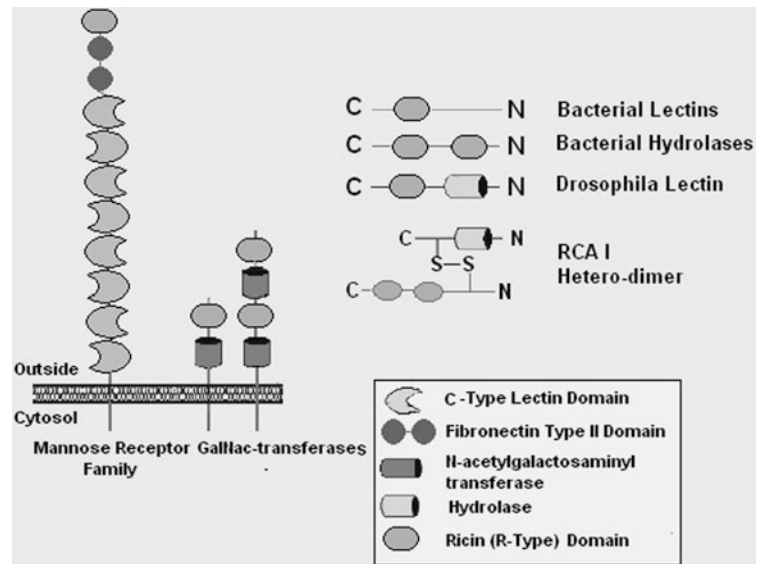 C N Bacterial Lectins
C N Bacterial Hydrolases
C N Drosophila Lectin
C N
S–S
C N
RCA I
Hetero-dimer
Outside
Cytosol
Mannose Receptor
Family
GalNac-transferases
C -Type Lectin Domain
Fibronectin Type II Domain
N-acetylgalactosaminyl
transferase
Hydrolase
Ricin (R-Type) Domain